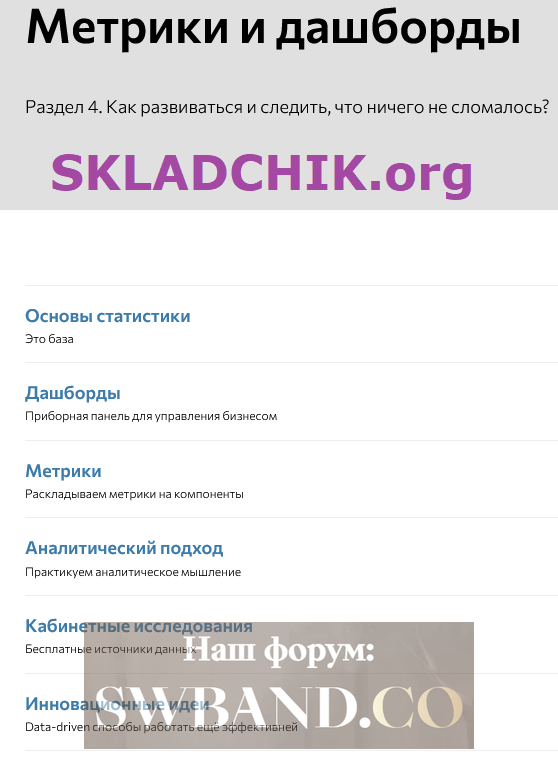 Метрики и дашборды
Раздел 4. Как развиваться и следить, что ничего не сломалось?
SKLADCHIK.org
Основы статистики
Это база
Дашборды
Приборная панель для управления бизнесом
Метрики
Раскладываем метрики на компоненты
Аналитический подход
Практикуем аналитическое мышление
Кабинетные исследования
Бесплатные источники данных
Наш форум:
SWBAND.CO
Инновационные идеи
Data-driven способы работать ещё эффективней